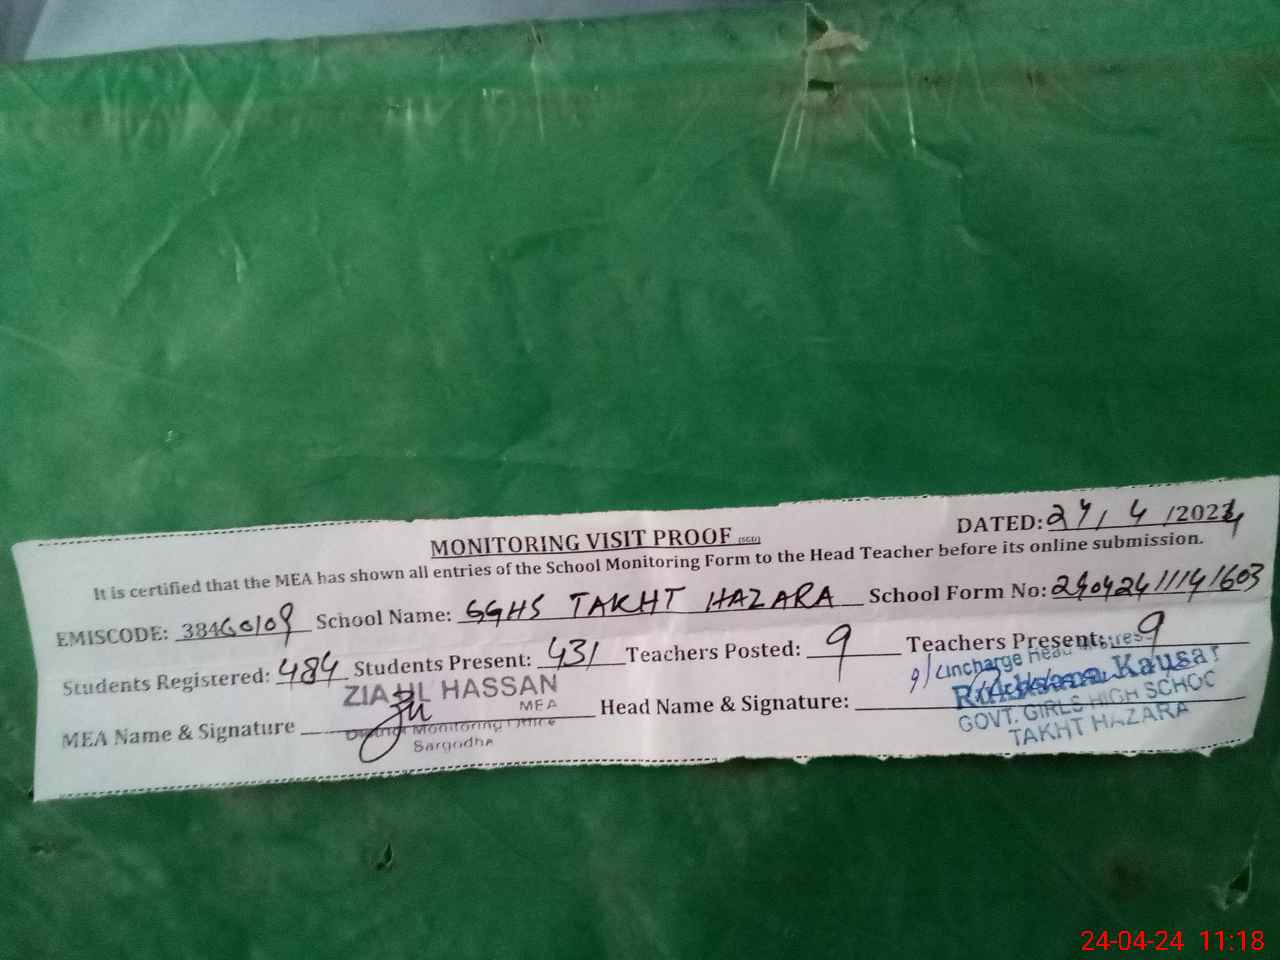 MONITORING VISIT PROOF (SGD)
DATED: 24/4/2024
It is certified that the MEA has shown all entries of the School Monitoring Form to the Head Teacher before its online submission.
EMISCODE: 38460109 School Name: GGHS TAKHT HAZARA School Form No:
Students Registered: 484 Students Present: 431 Teachers Posted: 9 Teachers Present: 9
ZIA UL HASSAN
MEA
MEA Name & Signature Head Name & Signature:
District Monitoring Office
Sargodha
Incharge Head
Kausar
GOVT. GIRLS HIGH SCHOO
TAKHT HAZARA
24-04-24 11:18